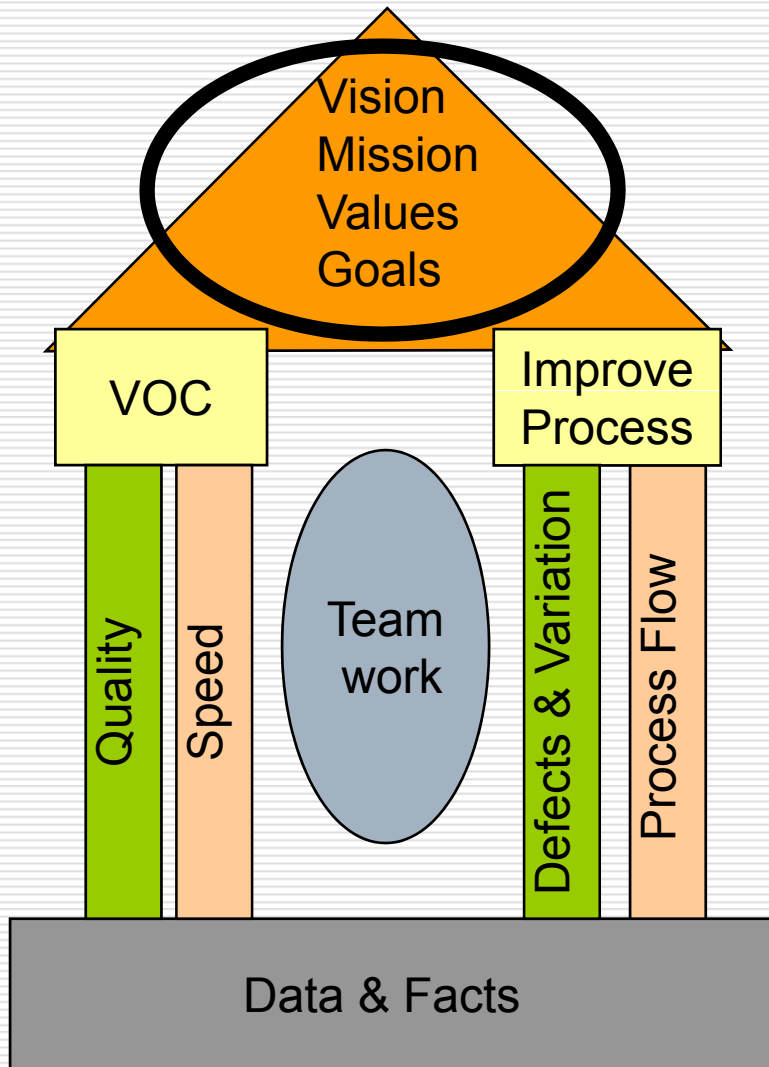 Vision
Mission
Values
Goals
VOC
Improve
Process
Quality
Speed
Team
work
Defects & Variation
Process Flow
Data & Facts